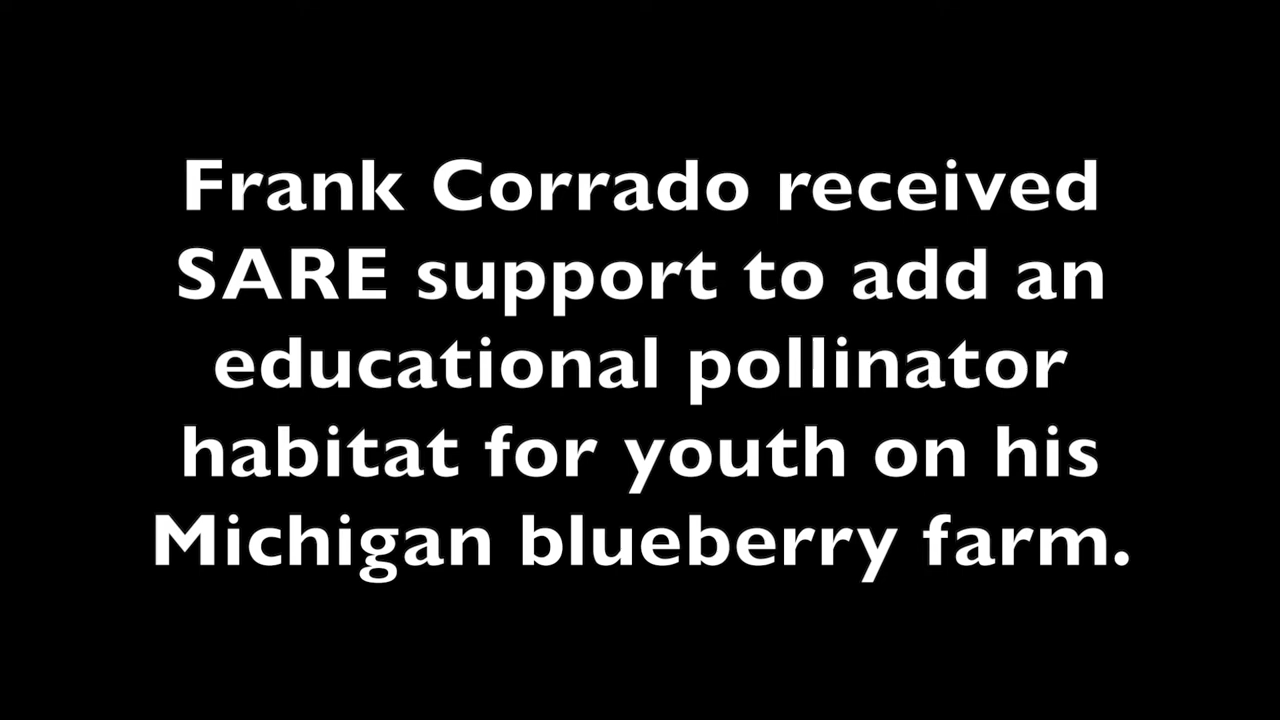 Frank Corrado received
SARE support to add an
educational pollinator
habitat for youth on his
Michigan blueberry farm.